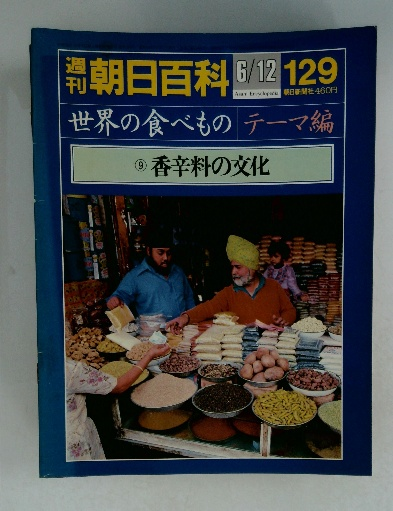 週刊朝日百科 6/12 129
Asahi Encyclopedia 朝日新聞社 460円
世界の食べもの テーマ編
⑨ 香辛料の文化